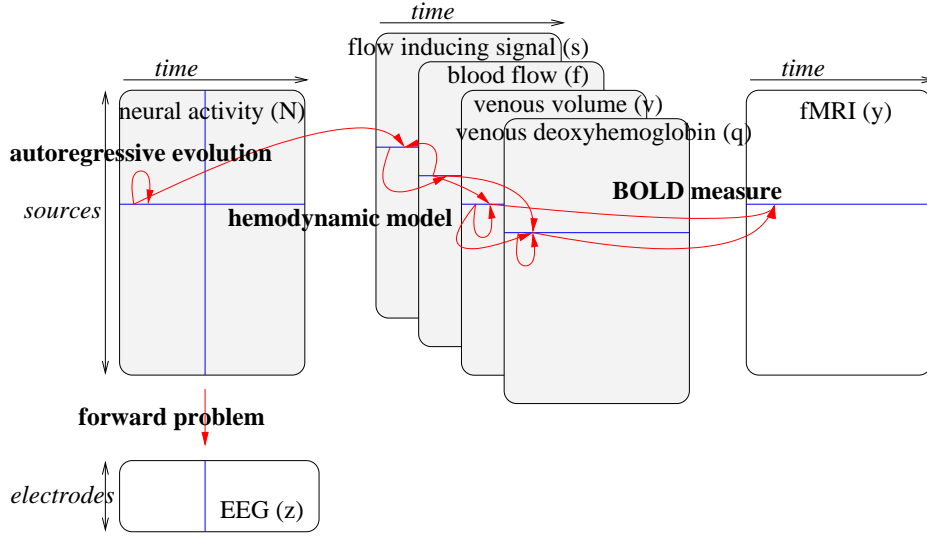 time
flow inducing signal (s)
time
blood flow (f)
time
neural activity (N)
venous volume (v)
fMRI (y)
venous deoxyhemoglobin (q)
autoregressive evolution
BOLD measure
sources
hemodynamic model
forward problem
electrodes
EEG (z)